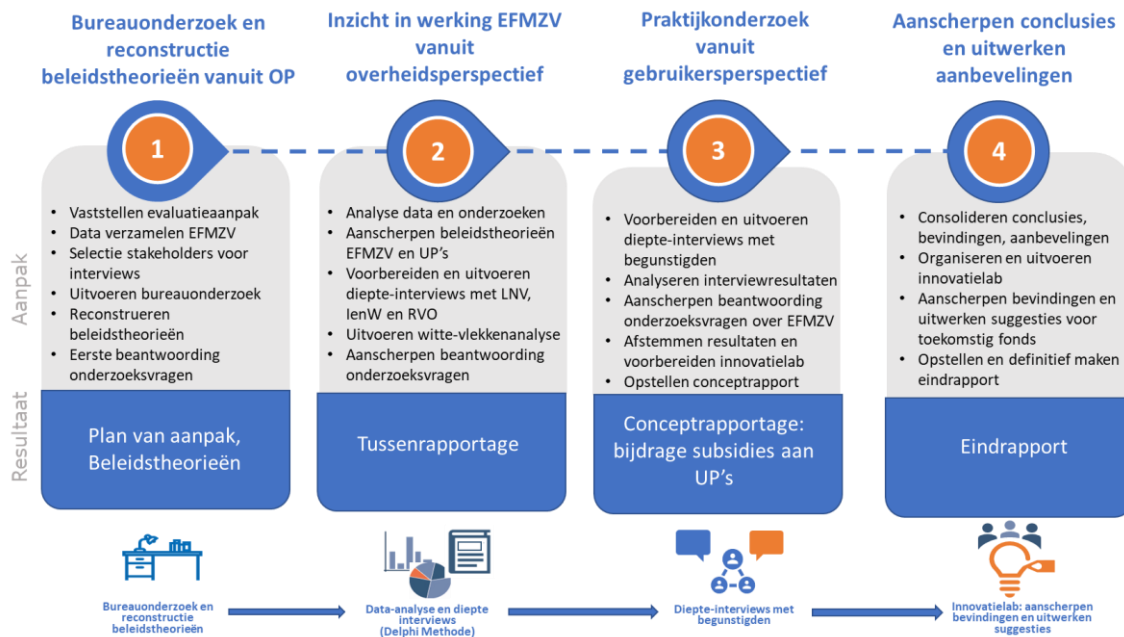 Bureauonderzoek en
reconstructie
beleidstheorieën vanuit OP
Inzicht in werking EFMZV
vanuit
overheidsperspectief
Praktijkonderzoek
vanuit
gebruikersperspectief
Aanscherpen conclusies
en uitwerken
aanbevelingen
1
2
3
4
Aanpak
• Vaststellen evaluatieaanpak
• Data verzamelen EFMZV
• Selectie stakeholders voor
interviews
• Uitvoeren bureauonderzoek
• Reconstrueren
beleidstheorieën
• Eerste beantwoording
onderzoeksvragen
• Analyse data en onderzoeken
• Aanscherpen beleidstheorieën
EFMZV en UP's
• Voorbereiden en uitvoeren
diepte-interviews met LNV,
IenW en RVO
• Uitvoeren witte-vlekkenanalyse
• Aanscherpen beantwoording
onderzoeksvragen
• Voorbereiden en uitvoeren
diepte-interviews met
begunstigden
• Analyseren interviewresultaten
• Aanscherpen beantwoording
onderzoeksvragen over EFMZV
• Afstemmen resultaten en
voorbereiden innovatielab
• Opstellen conceptrapport
• Consolideren conclusies,
bevindingen, aanbevelingen
• Organiseren en uitvoeren
innovatielab
• Aanscherpen bevindingen en
uitwerken suggesties voor
toekomstig fonds
• Opstellen en definitief maken
eindrapport
Resultaat
Plan van aanpak,
Beleidstheorieën
Tussenrapportage
Conceptrapportage:
bijdrage subsidies aan
UP's
Eindrapport
Bureauonderzoek en
reconstructie
beleidstheorieën
Data-analyse en diepte
interviews
(Delphi Methode)
Diepte-interviews met
begunstigden
Innovatielab: aanscherpen
bevindingen en uitwerken
suggesties